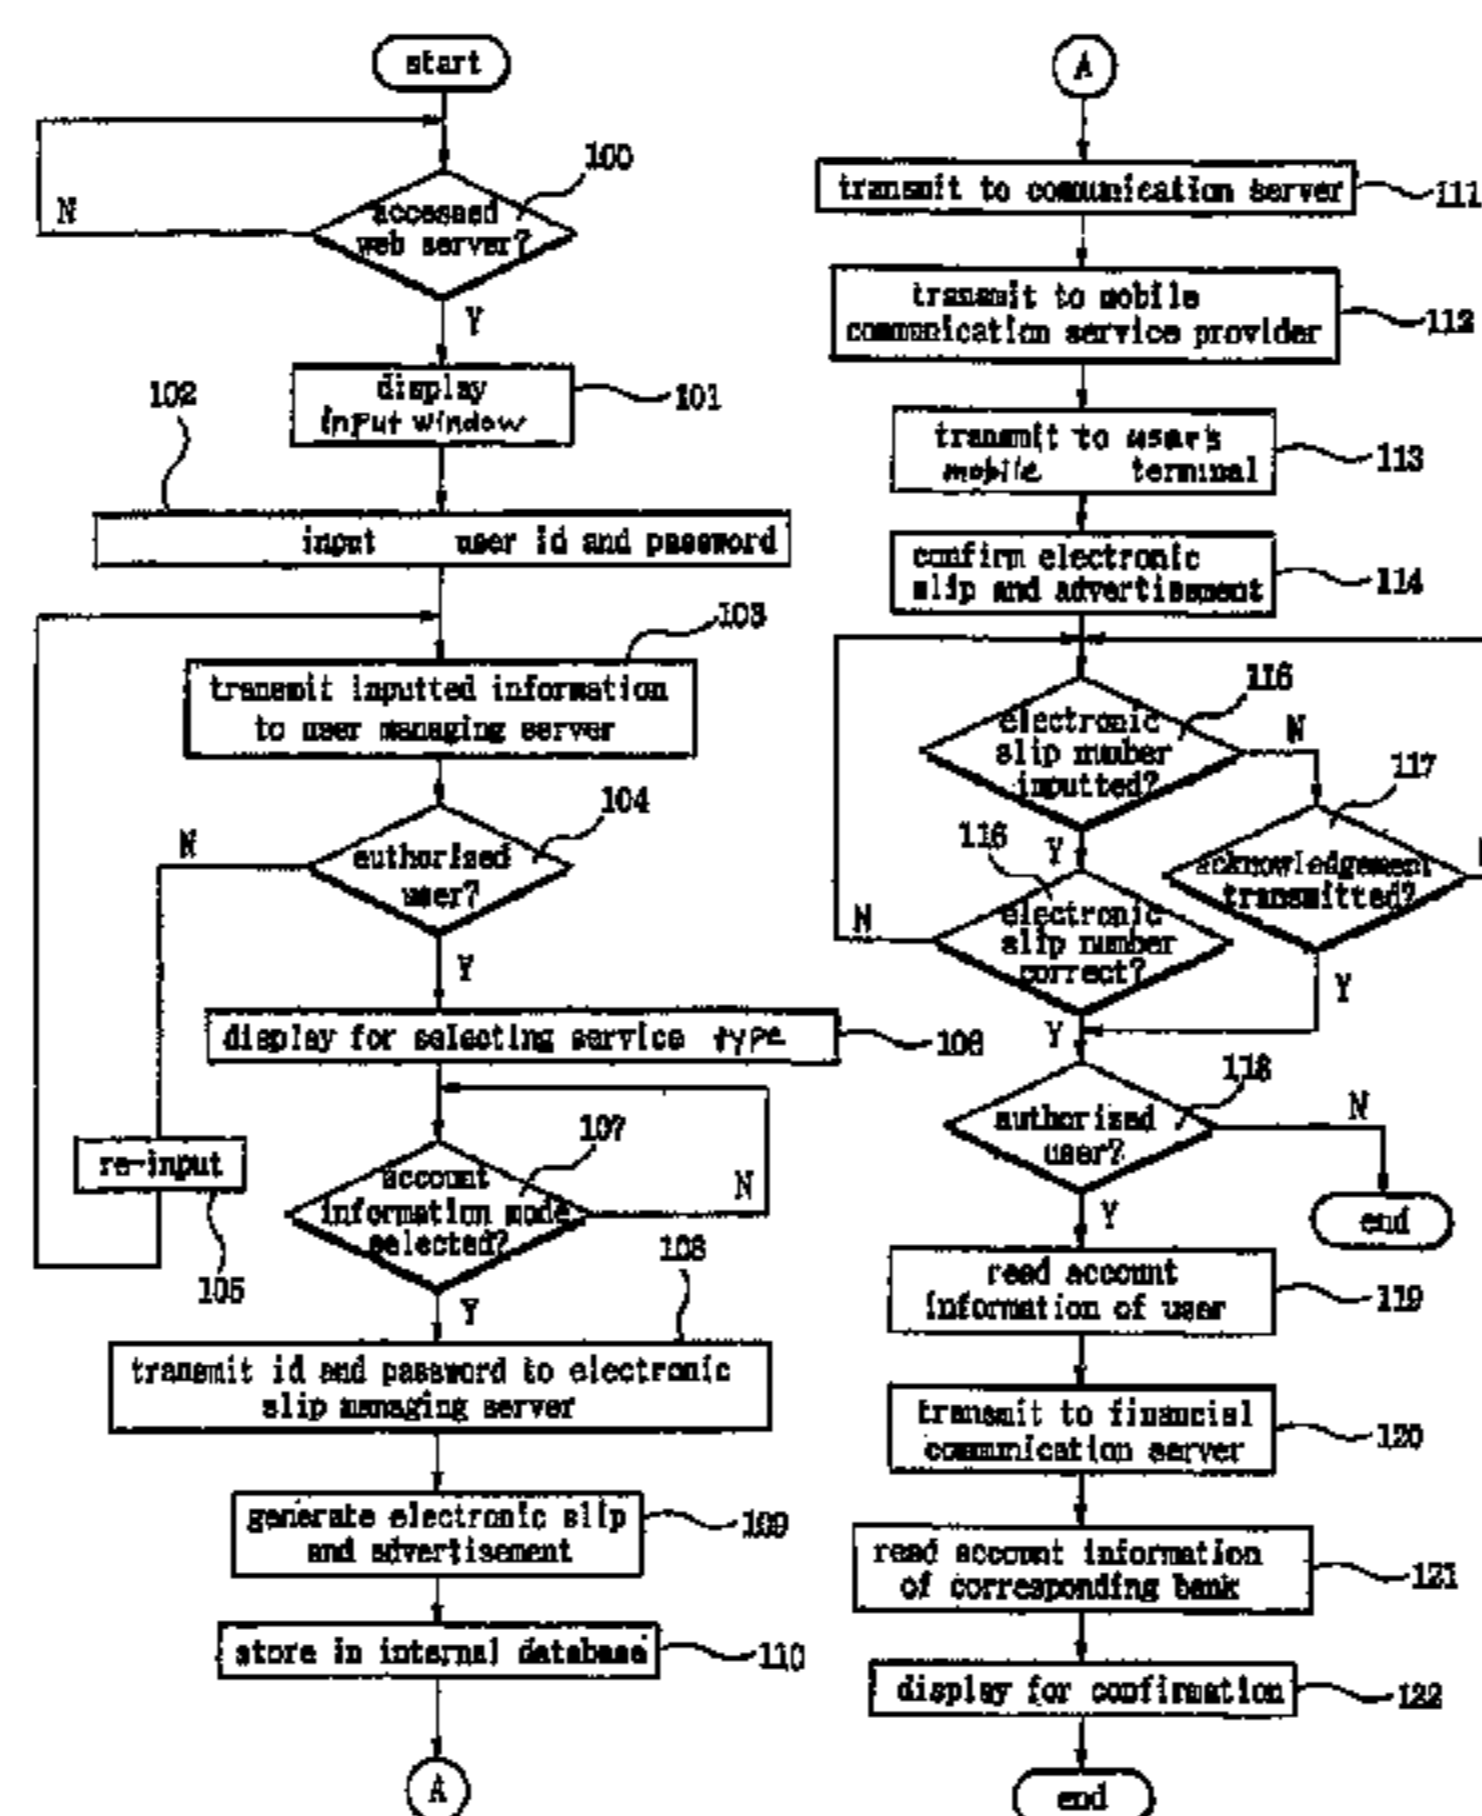 start
N
100
accessed
web server?
Y
display
input window
101
102
input user id and password
103
transmit inputted information
to user managing server
104
N
authorized
user?
Y
display for selecting service type
106
107
account
information mode
selected?
N
re-input
105
Y
108
transmit id and password to electronic
slip managing server
generate electronic slip
and advertisement
109
store in internal database
110
A
A
transmit to communication server
111
transmit to mobile
communication service provider
112
transmit to user's
mobile terminal
113
confirm electronic
slip and advertisement
114
116
electronic
slip number
inputted?
N
117
Y
116
acknowledgement
transmitted?
N
electronic
slip number
correct?
Y
Y
118
authorized
user?
N
end
Y
read account
information of user
119
transmit to financial
communication server
120
read account information
of corresponding bank
121
display for confirmation
122
end